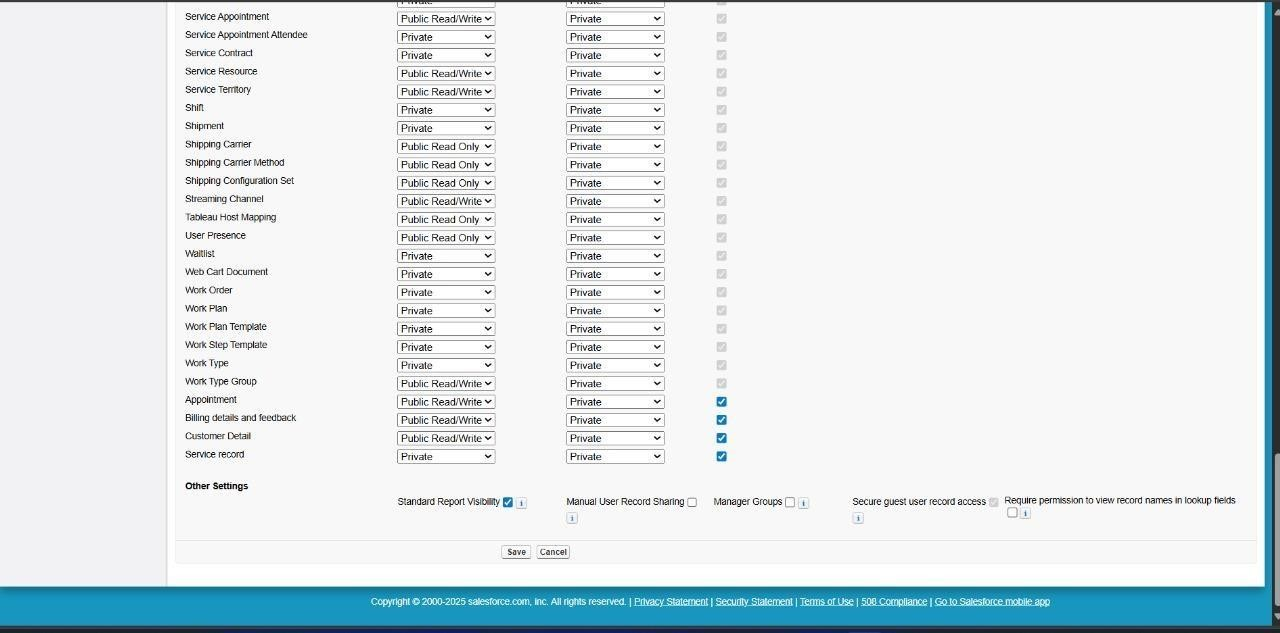 Service Appointment Public Read/Write Private
Service Appointment Attendee Private Private
Service Contract Private Private
Service Resource Public Read/Write Private
Service Territory Public Read/Write Private
Shift Private Private
Shipment Private Private
Shipping Carrier Public Read Only Private
Shipping Carrier Method Public Read Only Private
Shipping Configuration Set Public Read Only Private
Streaming Channel Public Read/Write Private
Tableau Host Mapping Public Read Only Private
User Presence Public Read Only Private
Waitlist Private Private
Web Cart Document Private Private
Work Order Private Private
Work Plan Private Private
Work Plan Template Private Private
Work Step Template Private Private
Work Type Private Private
Work Type Group Public Read/Write Private
Appointment Public Read/Write Private
Billing details and feedback Public Read/Write Private
Customer Detail Public Read/Write Private
Service record Private Private
Other Settings
Standard Report Visibility i Manual User Record Sharing i Manager Groups i Secure guest user record access i Require permission to view record names in lookup fields i
Save Cancel
Copyright © 2000-2025 salesforce.com, inc. All rights reserved. | Privacy Statement | Security Statement | Terms of Use | 508 Compliance | Go to Salesforce mobile app